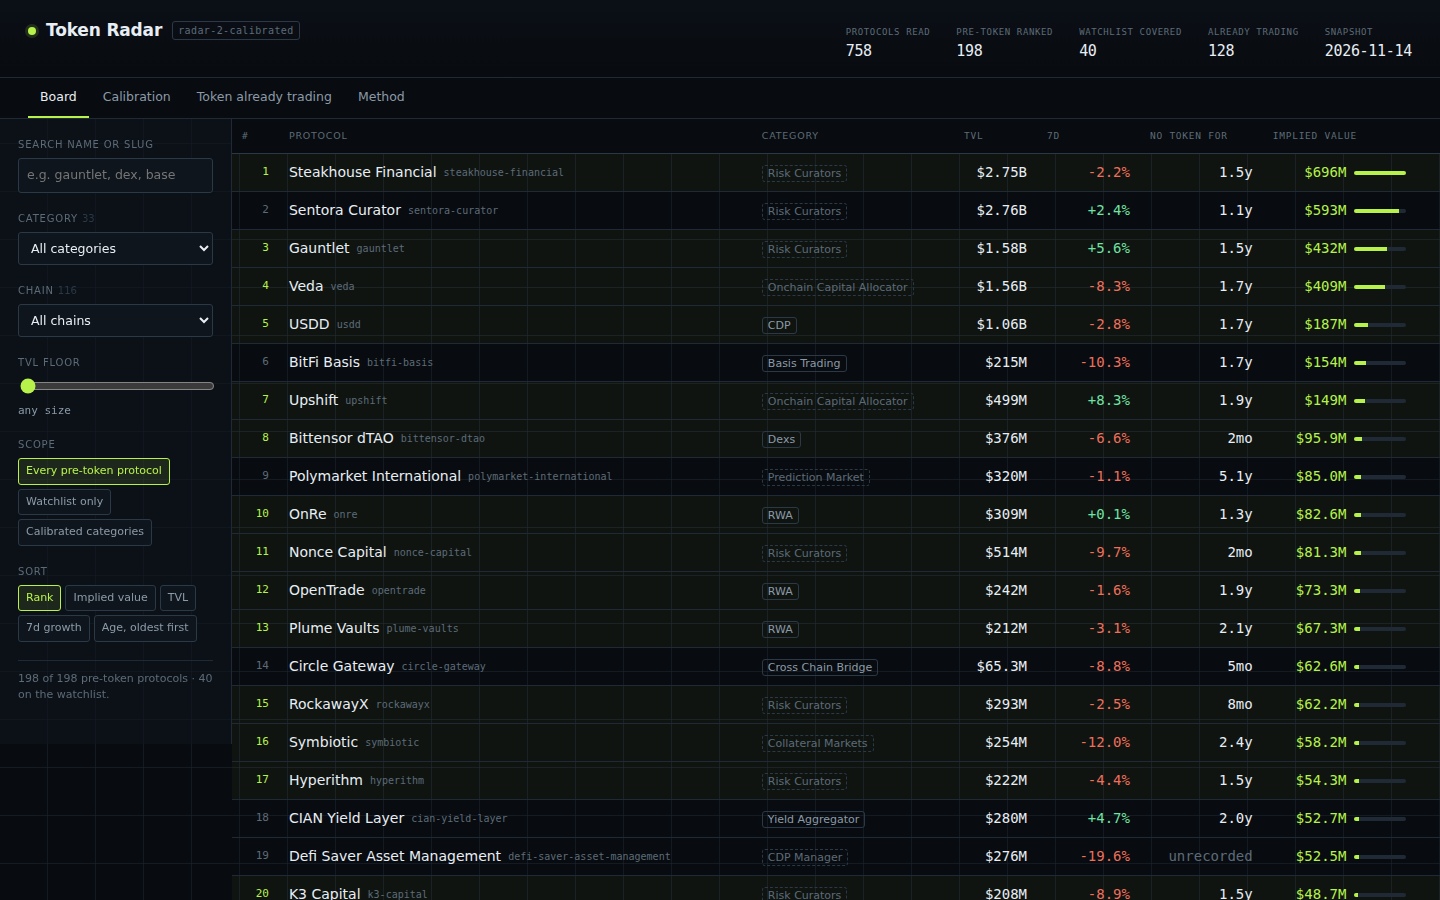 Token Radar radar-2-calibrated
PROTOCOLS READ PRE-TOKEN RANKED WATCHLIST COVERED ALREADY TRADING SNAPSHOT
758 198 40 128 2026-11-14
Board Calibration Token already trading Method
SEARCH NAME OR SLUG
e.g. gauntlet, dex, base
CATEGORY 33
All categories
CHAIN 116
All chains
TVL FLOOR
any size
SCOPE
Every pre-token protocol
Watchlist only
Calibrated categories
SORT
Rank Implied value TVL
7d growth Age, oldest first
198 of 198 pre-token protocols · 40
on the watchlist.
# PROTOCOL CATEGORY TVL 7D NO TOKEN FOR IMPLIED VALUE
1 Steakhouse Financial steakhouse-financial Risk Curators $2.75B -2.2% 1.5y $696M
2 Sentora Curator sentora-curator Risk Curators $2.76B +2.4% 1.1y $593M
3 Gauntlet gauntlet Risk Curators $1.58B +5.6% 1.5y $432M
4 Veda veda Onchain Capital Allocator $1.56B -8.3% 1.7y $409M
5 USDD usdd CDP $1.06B -2.8% 1.7y $187M
6 BitFi Basis bitfi-basis Basis Trading $215M -10.3% 1.7y $154M
7 Upshift upshift Onchain Capital Allocator $499M +8.3% 1.9y $149M
8 Bittensor dTAO bittensor-dtao Dexs $376M -6.6% 2mo $95.9M
9 Polymarket International polymarket-international Prediction Market $320M -1.1% 5.1y $85.0M
10 OnRe onre RWA $309M +0.1% 1.3y $82.6M
11 Nonce Capital nonce-capital Risk Curators $514M -9.7% 2mo $81.3M
12 OpenTrade opentrade RWA $242M -1.6% 1.9y $73.3M
13 Plume Vaults plume-vaults RWA $212M -3.1% 2.1y $67.3M
14 Circle Gateway circle-gateway Cross Chain Bridge $65.3M -8.8% 5mo $62.6M
15 RockawayX rockawayx Risk Curators $293M -2.5% 8mo $62.2M
16 Symbiotic symbiotic Collateral Markets $254M -12.0% 2.4y $58.2M
17 Hyperithm hyperithm Risk Curators $222M -4.4% 1.5y $54.3M
18 CIAN Yield Layer cian-yield-layer Yield Aggregator $280M +4.7% 2.0y $52.7M
19 Defi Saver Asset Management defi-saver-asset-management CDP Manager $276M -19.6% unrecorded $52.5M
20 K3 Capital k3-capital Risk Curators $208M -8.9% 1.5y $48.7M